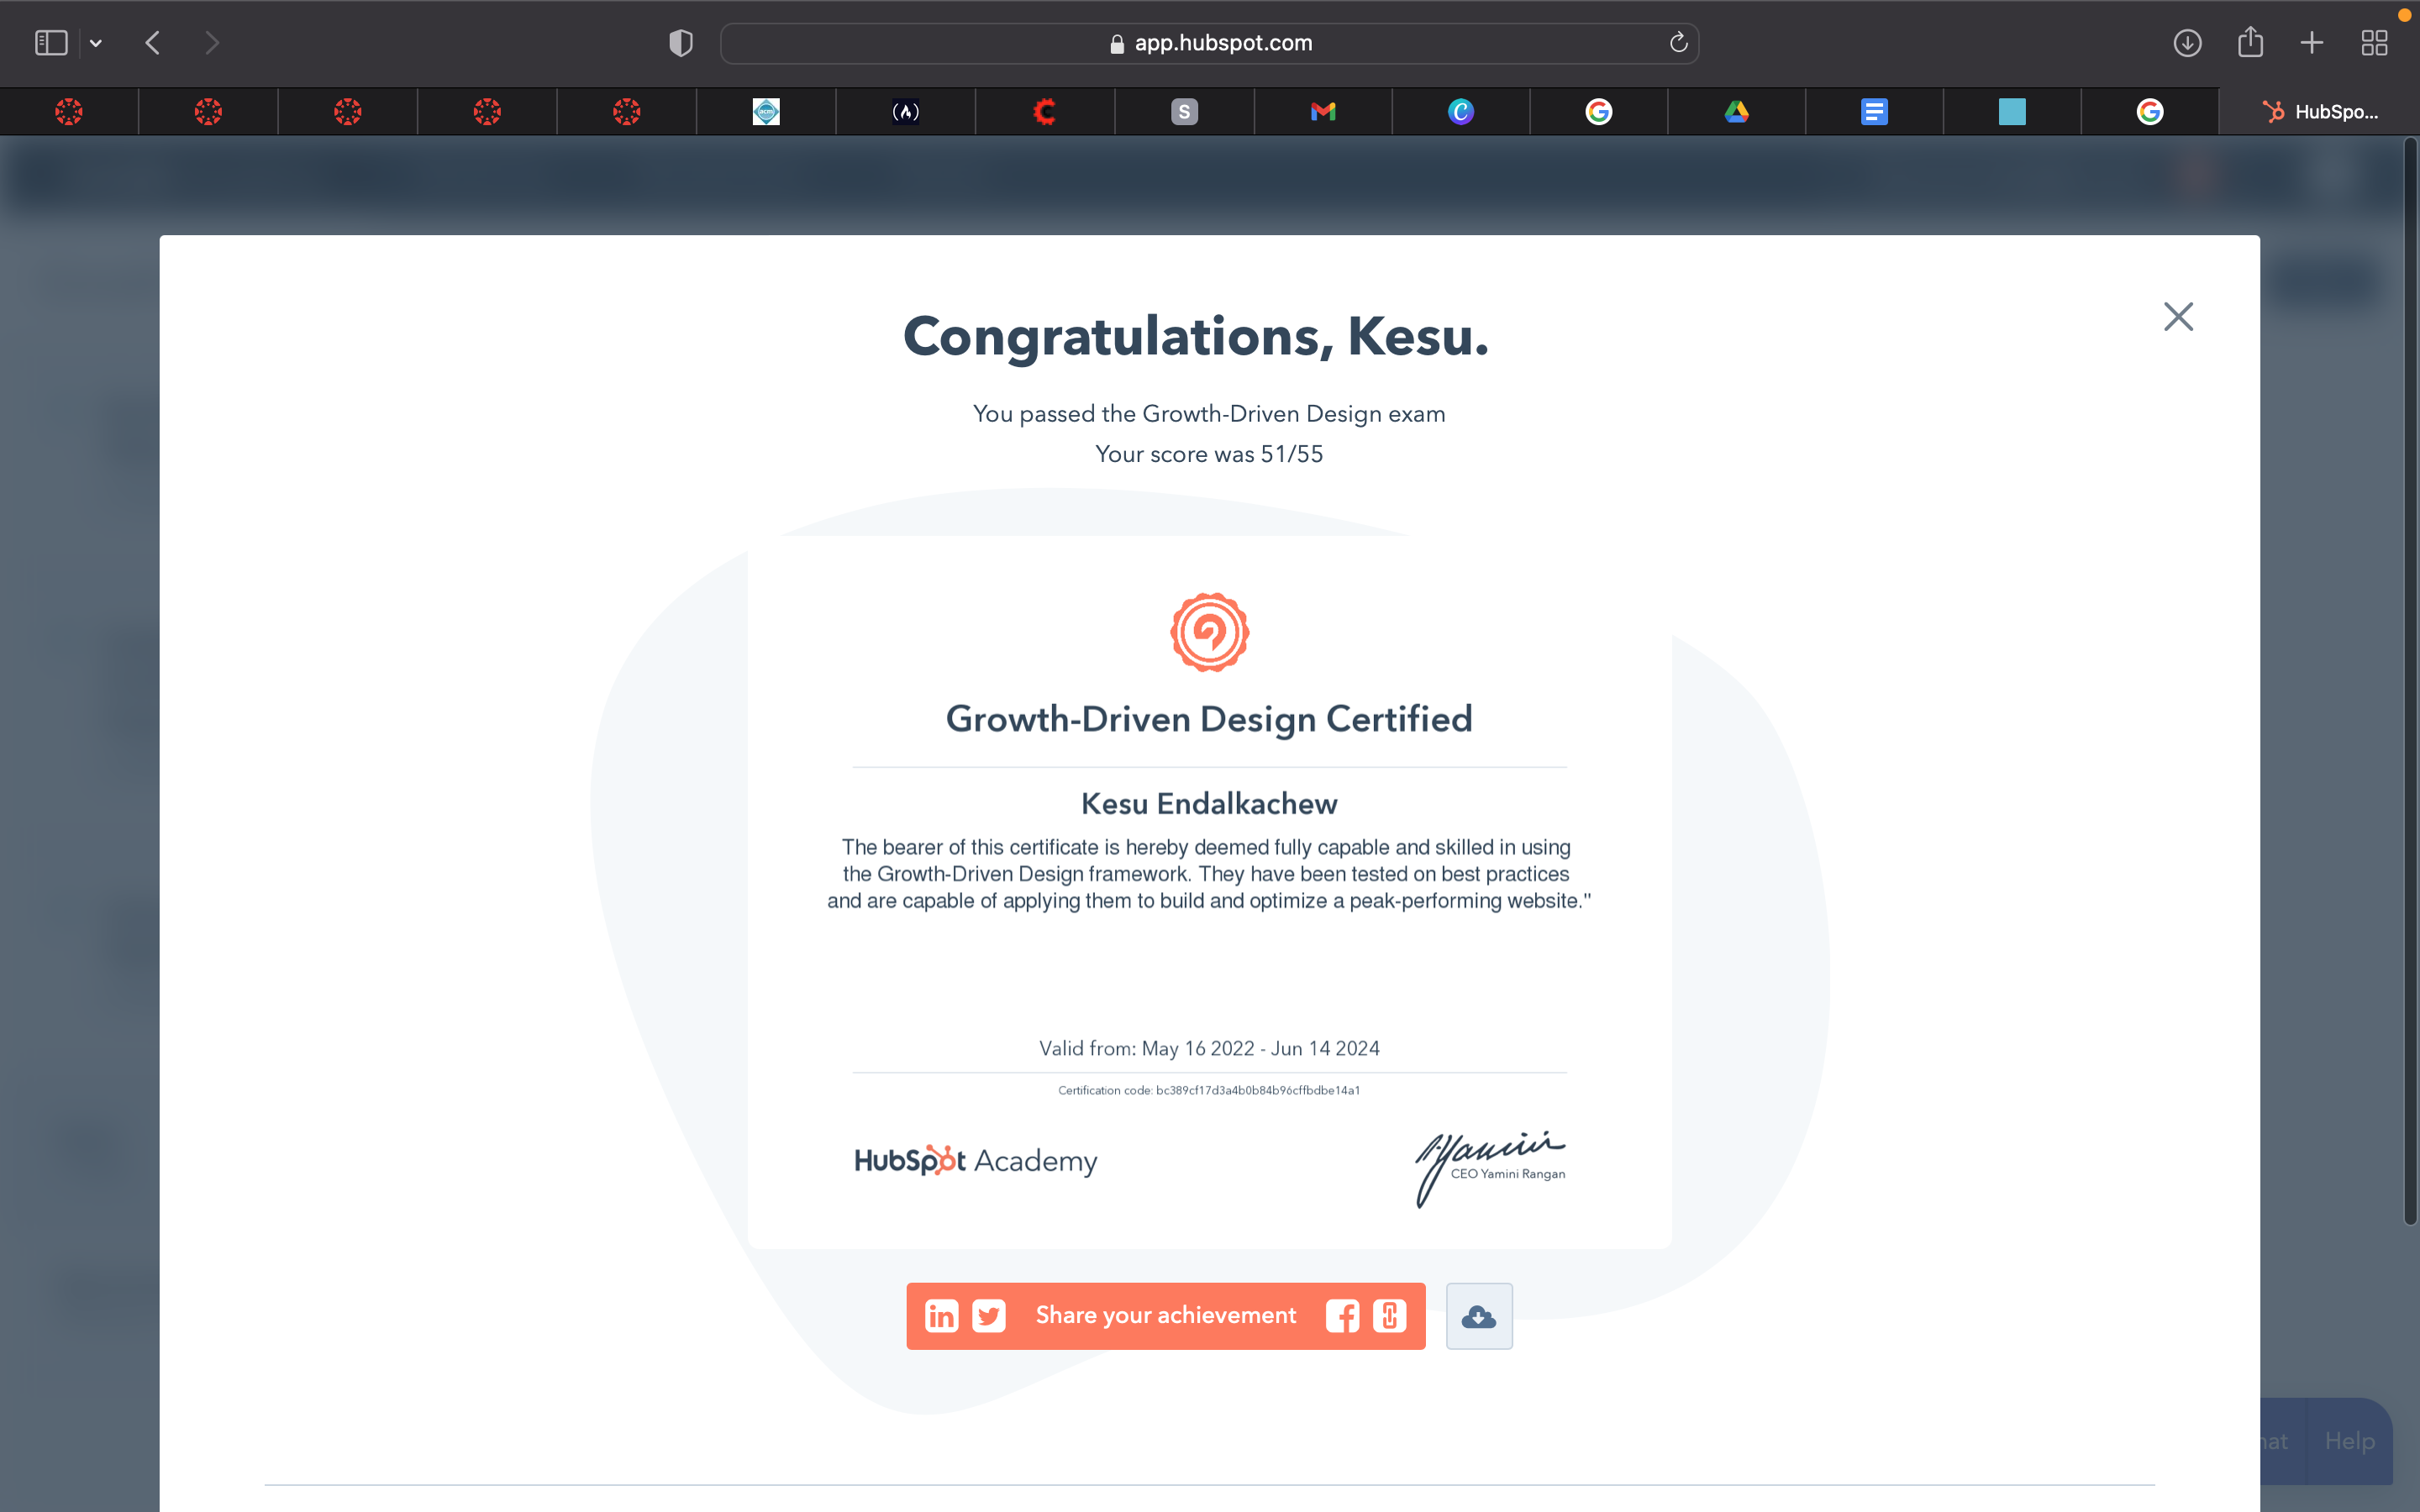 app.hubspot.com
S
HubSpo...
Congratulations, Kesu.
You passed the Growth-Driven Design exam
Your score was 51/55
Growth-Driven Design Certified
Kesu Endalkachew
The bearer of this certificate is hereby deemed fully capable and skilled in using
the Growth-Driven Design framework. They have been tested on best practices
and are capable of applying them to build and optimize a peak-performing website."
Valid from: May 16 2022 - Jun 14 2024
Certification code: bc389cf17d3a4b0b84b96cffbdbe14a1
HubSpot Academy
Yamini
CEO Yamini Rangan
in Share your achievement f
hat Help